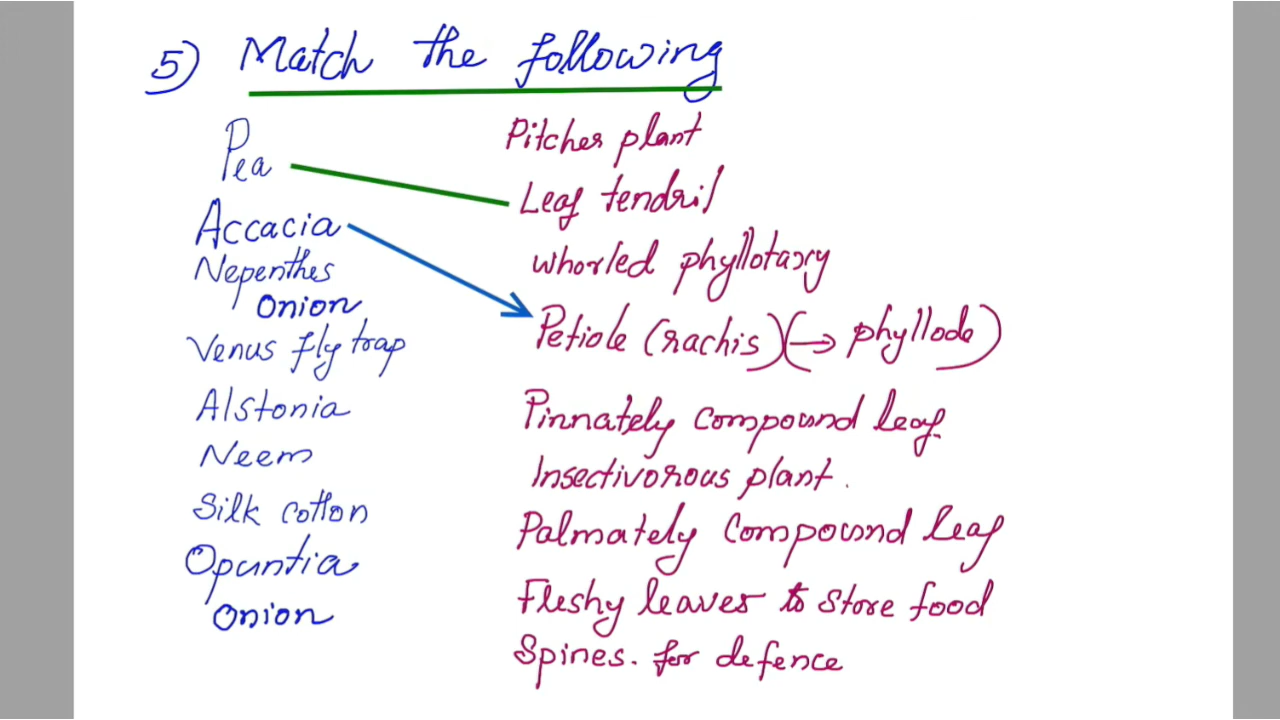 5) Match the following
Pea
Accacia
Nepenthes
Onion
Venus fly trap
Alstonia
Neem
Silk cotton
Opuntia
Onion
Pitcher plant
Leaf tendril
Whorled phyllotaxy
Petiole (rachis) (→ phyllode)
Pinnately compound leaf.
Insectivorous plant.
Palmately compound leaf
Fleshy leaves to store food
Spines. for defence